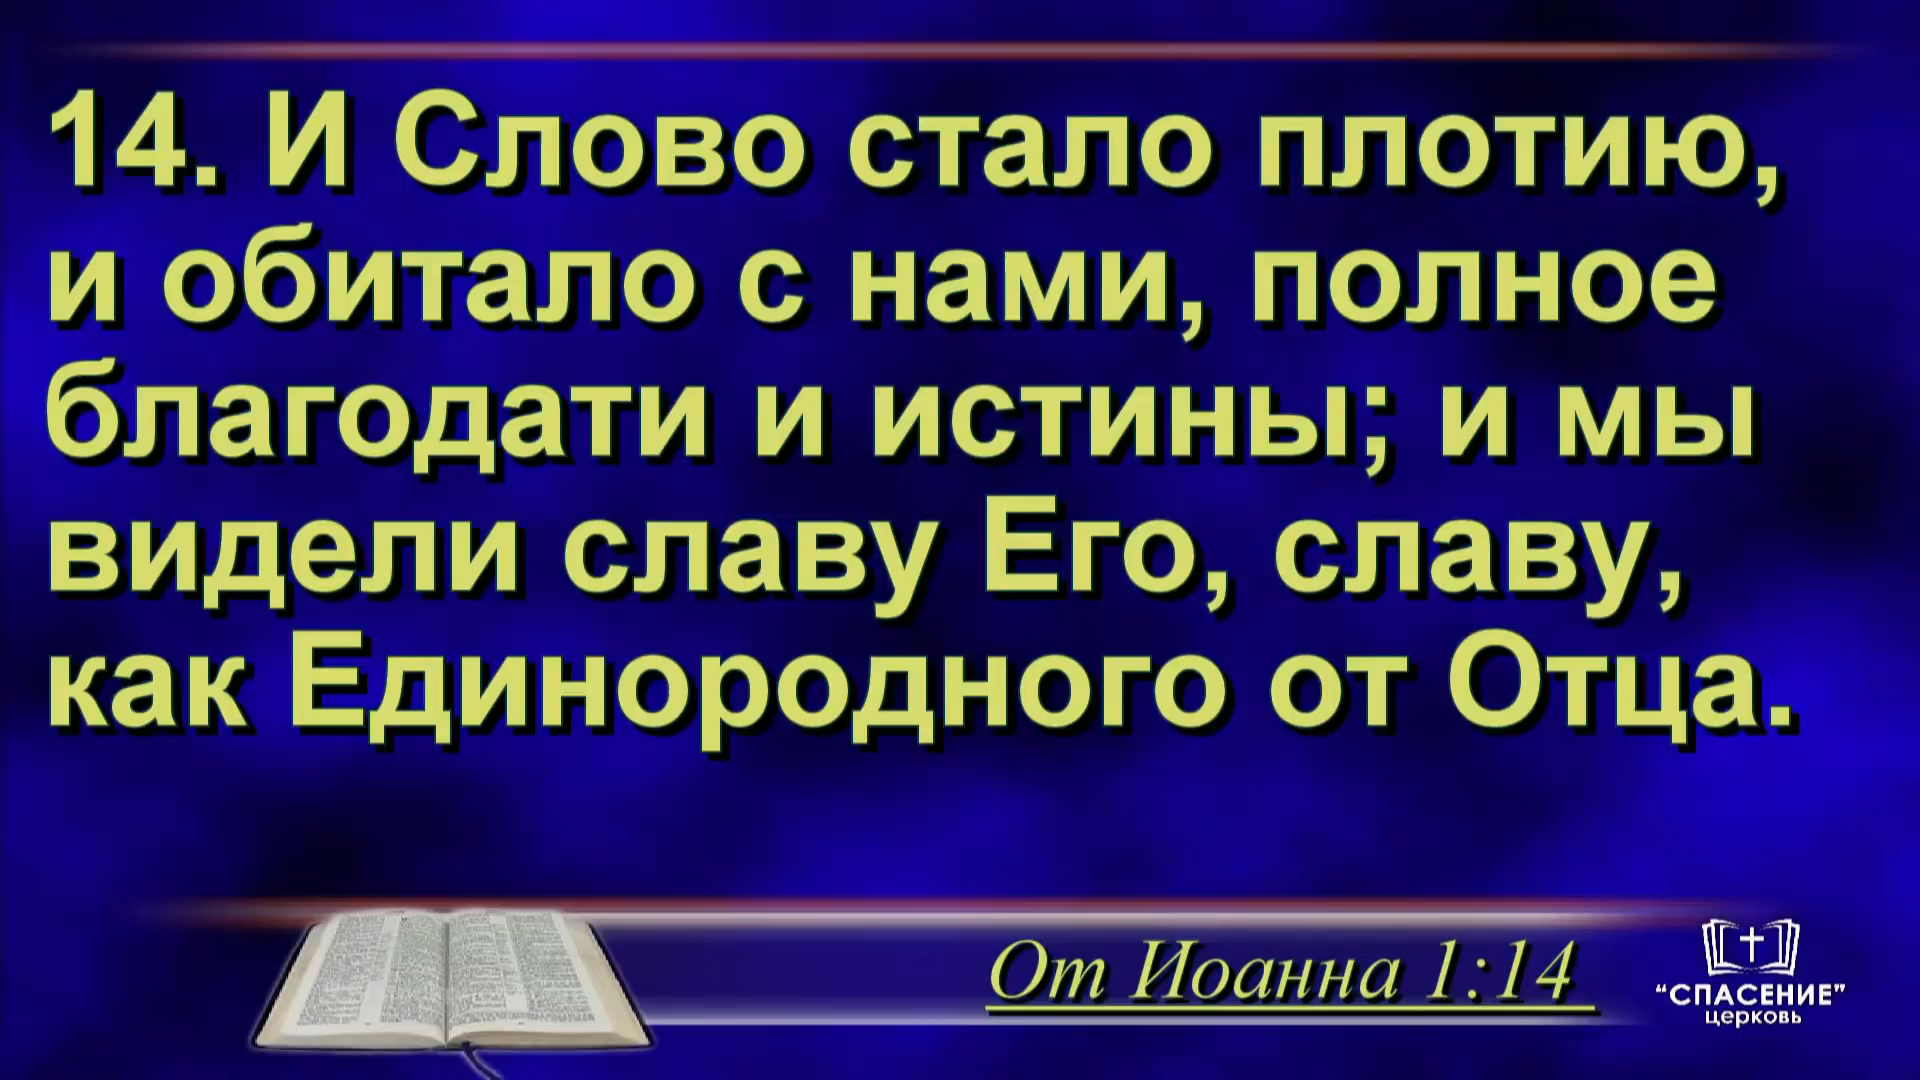 14. И Слово стало плотию,
и обитало с нами, полное
благодати и истины; и мы
видели славу Его, славу,
как Единородного от Отца.
От Иоанна 1:14
“СПАСЕНИЕ”
церковь